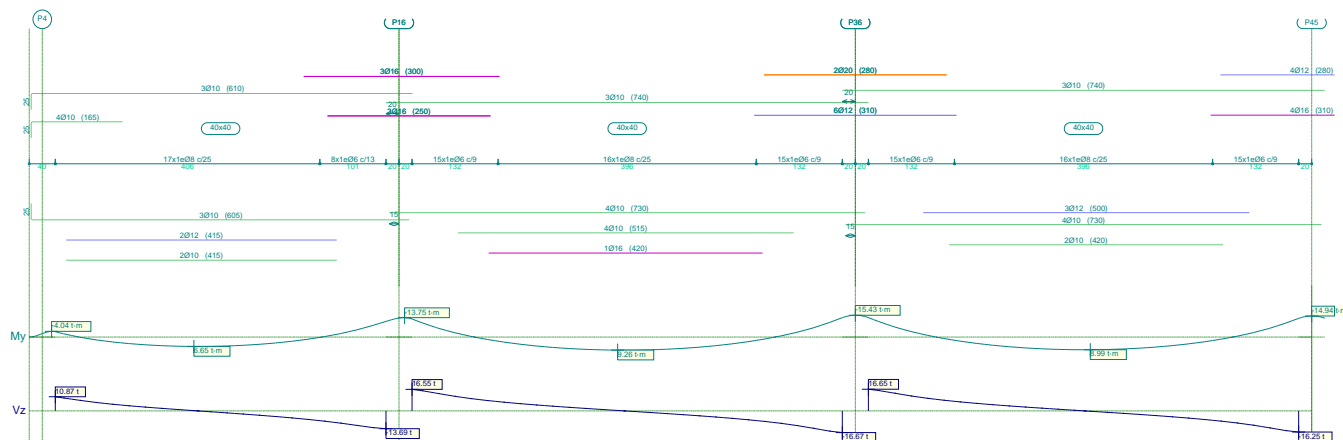 P4 P16 P36 P45
3Ø16 (300) 2Ø20 (280) 4Ø12 (280)
3Ø10 (610) 3Ø10 (740) 3Ø10 (740)
25 20 20
4Ø10 (165) 3Ø16 (250) 6Ø12 (310) 4Ø16 (310)
25 40x40 40x40 40x40
17x1eØ8 c/25 8x1eØ6 c/13 15x1eØ6 c/9 16x1eØ8 c/25 15x1eØ6 c/9 15x1eØ6 c/9 16x1eØ8 c/25 15x1eØ6 c/9
40 406 101 20 20 132 396 132 20 20 132 396 132 20
25 3Ø10 (605) 15 4Ø10 (730) 3Ø12 (500)
4Ø10 (730)
2Ø12 (415) 4Ø10 (515) 15 2Ø10 (420)
2Ø10 (415) 1Ø16 (420)
-4.04 t·m -13.75 t·m -15.43 t·m -14.94 t·m
My
6.65 t·m 9.26 t·m 8.99 t·m
10.87 t 16.55 t 16.65 t
Vz
-13.69 t -16.67 t -16.25 t